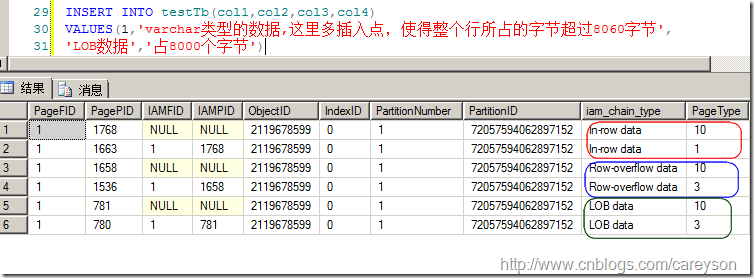 29 INSERT INTO testTb(col1,col2,col3,col4)
30 VALUES(1,'varchar类型的数据,这里多插入点，使得整个行所占的字节超过8060字节',
31 'LOB数据','占8000个字节')
结果 消息
PageFID PagePID IAMFID IAMPID ObjectID IndexID PartitionNumber PartitionID iam_chain_type PageType
1 1 1768 NULL NULL 2119678599 0 1 72057594062897152 In-row data 10
2 1 1663 1 1768 2119678599 0 1 72057594062897152 In-row data 1
3 1 1658 NULL NULL 2119678599 0 1 72057594062897152 Row-overflow data 10
4 1 1536 1 1658 2119678599 0 1 72057594062897152 Row-overflow data 3
5 1 781 NULL NULL 2119678599 0 1 72057594062897152 LOB data 10
6 1 780 1 781 2119678599 0 1 72057594062897152 LOB data 3
http://www.cnblogs.com/careyson